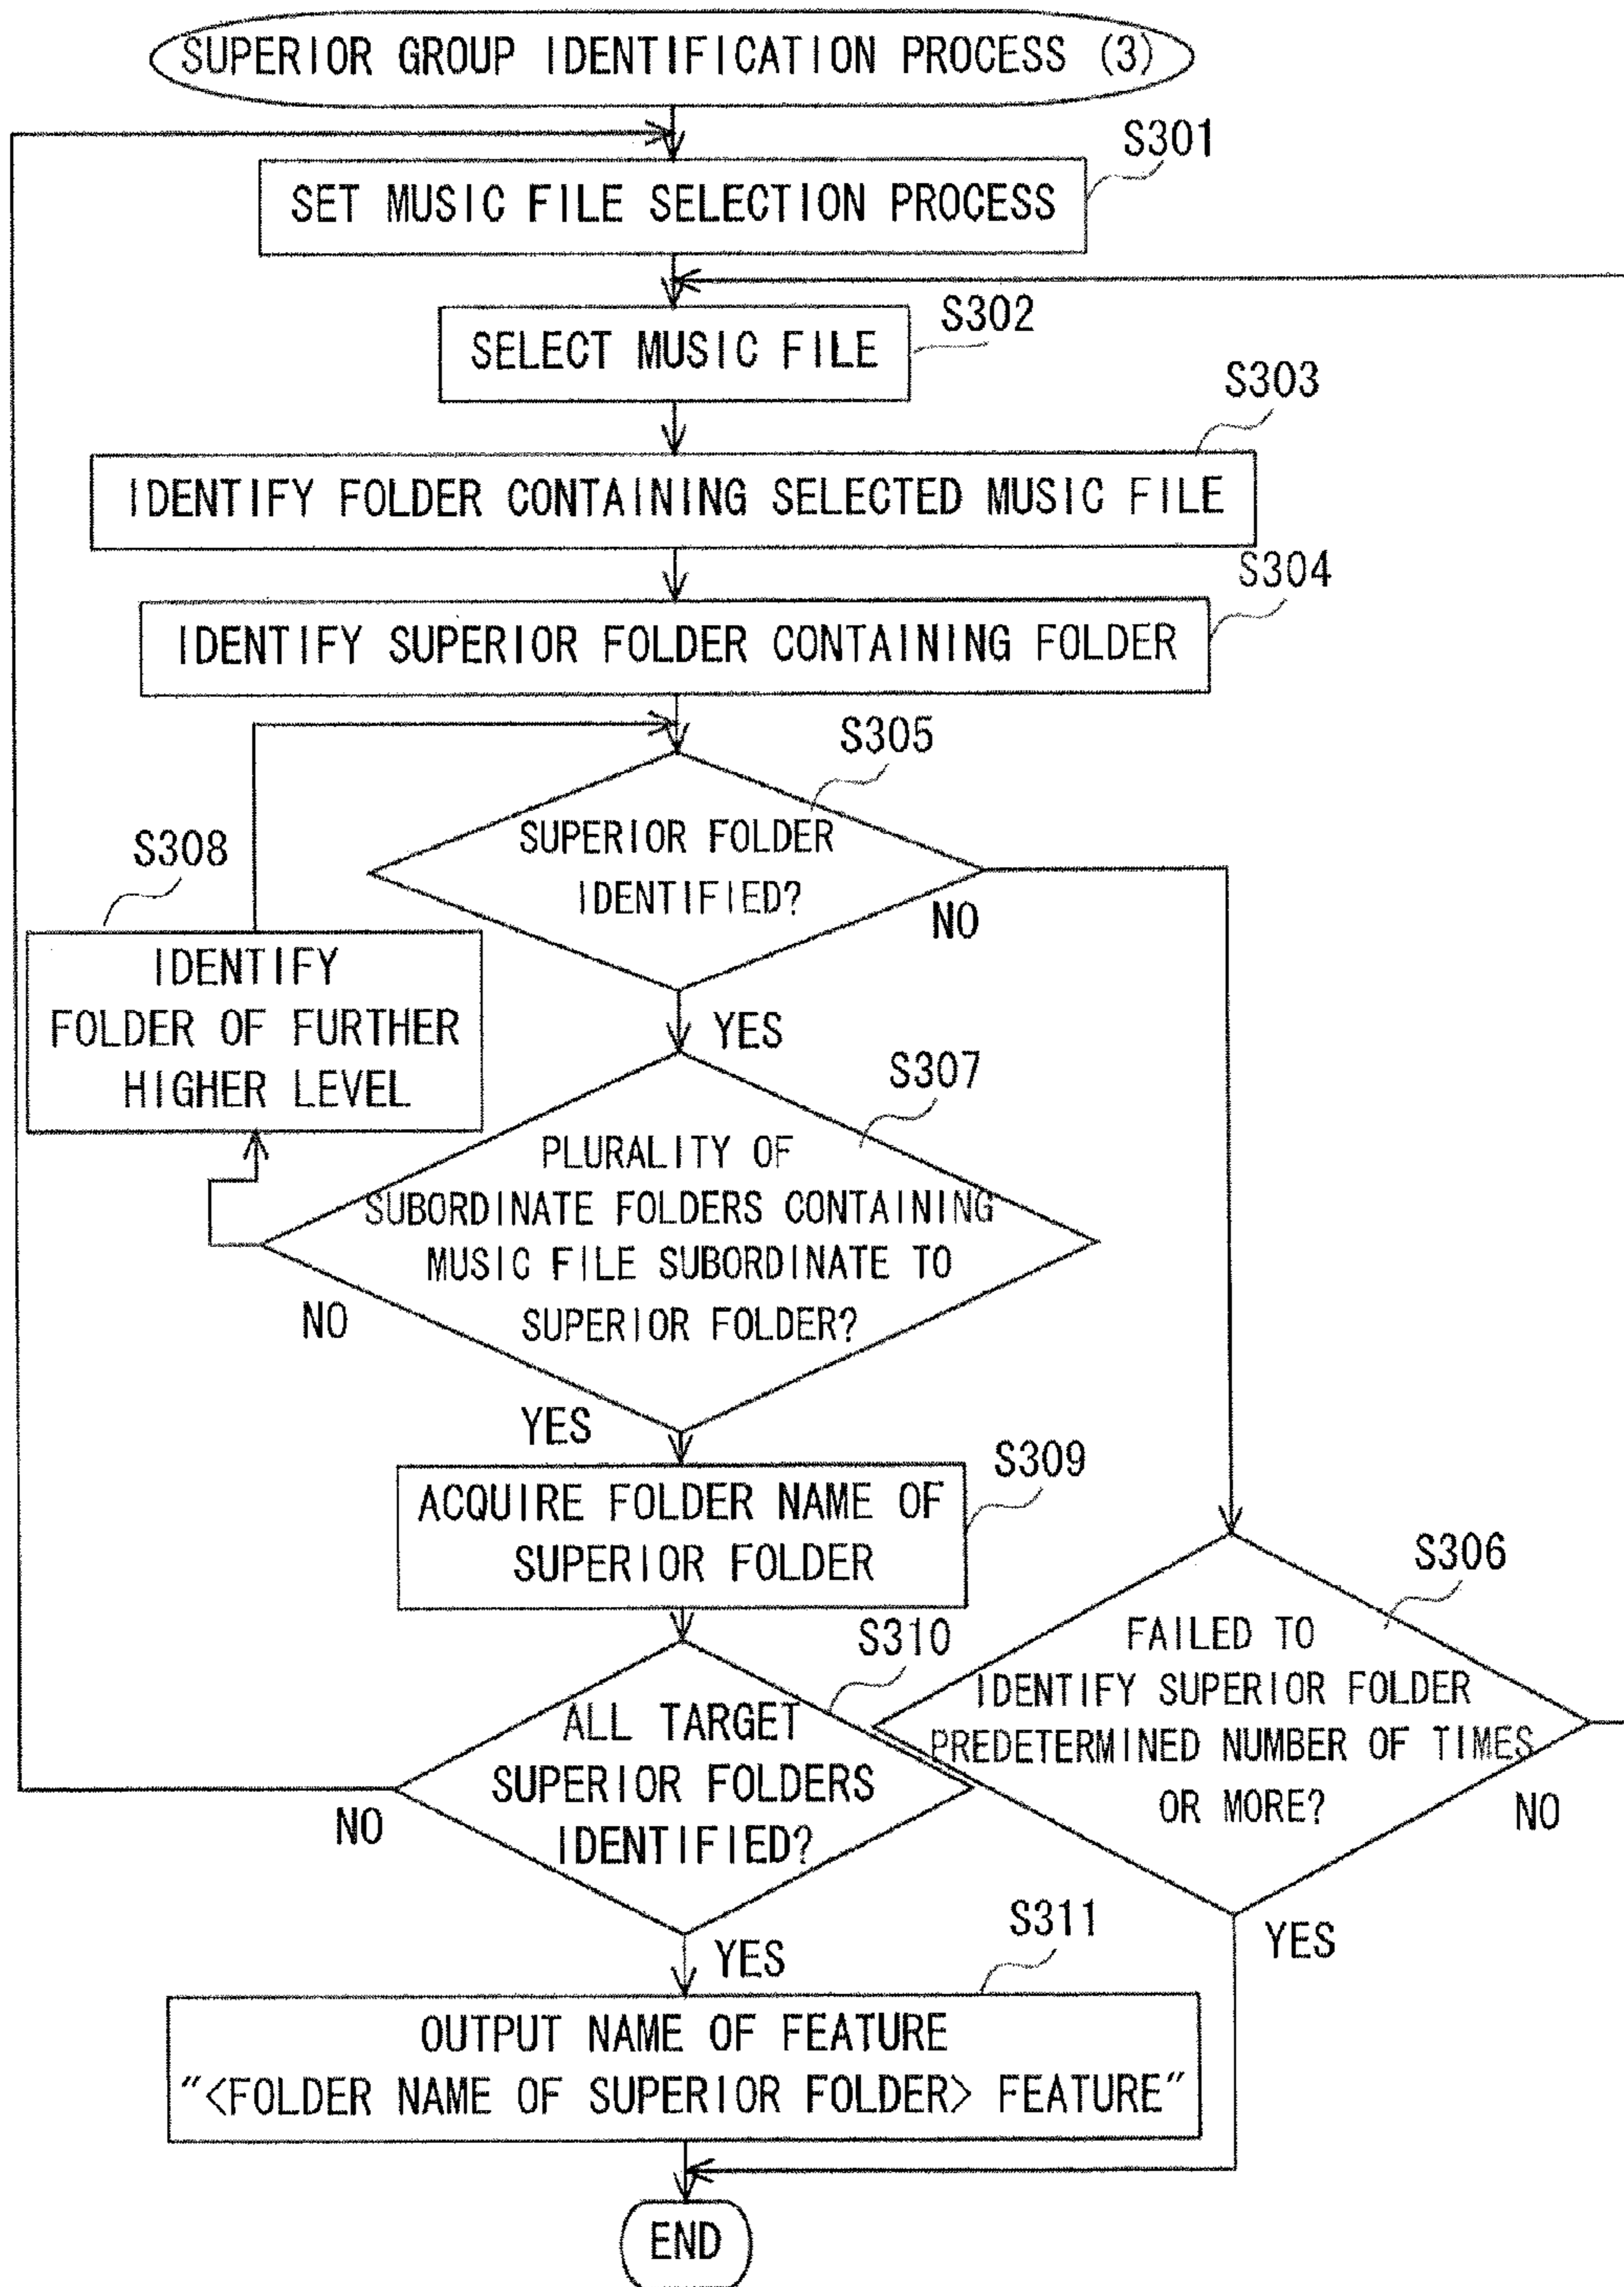 SUPERIOR GROUP IDENTIFICATION PROCESS (3)
S301
SET MUSIC FILE SELECTION PROCESS
S302
SELECT MUSIC FILE
S303
IDENTIFY FOLDER CONTAINING SELECTED MUSIC FILE
S304
IDENTIFY SUPERIOR FOLDER CONTAINING FOLDER
S305
SUPERIOR FOLDER
IDENTIFIED?
NO
YES
S308
IDENTIFY
FOLDER OF FURTHER
HIGHER LEVEL
S307
PLURALITY OF
SUBORDINATE FOLDERS CONTAINING
MUSIC FILE SUBORDINATE TO
SUPERIOR FOLDER?
NO
YES
S309
ACQUIRE FOLDER NAME OF
SUPERIOR FOLDER
S306
FAILED TO
IDENTIFY SUPERIOR FOLDER
PREDETERMINED NUMBER OF TIMES
OR MORE?
NO
YES
S310
ALL TARGET
SUPERIOR FOLDERS
IDENTIFIED?
NO
YES
S311
OUTPUT NAME OF FEATURE
"<FOLDER NAME OF SUPERIOR FOLDER> FEATURE"
END